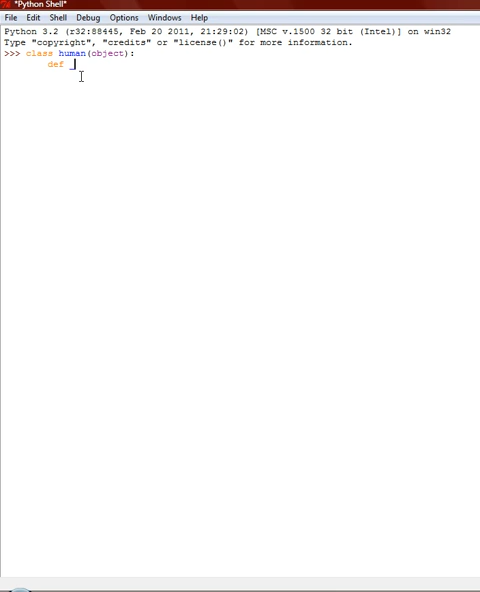 *Python Shell*
File Edit Shell Debug Options Windows Help
Python 3.2 (r32:88445, Feb 20 2011, 21:29:02) [MSC v.1500 32 bit (Intel)] on win32
Type "copyright", "credits" or "license()" for more information.
>>> class human(object):
def _